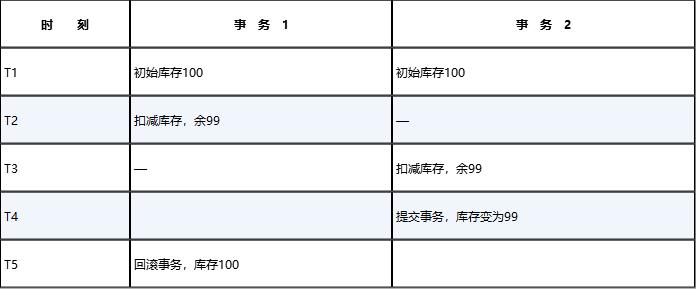 时 刻 事 务 1 事 务 2
T1 初始库存100 初始库存100
T2 扣减库存，余99 —
T3 — 扣减库存，余99
T4 提交事务，库存变为99
T5 回滚事务，库存100